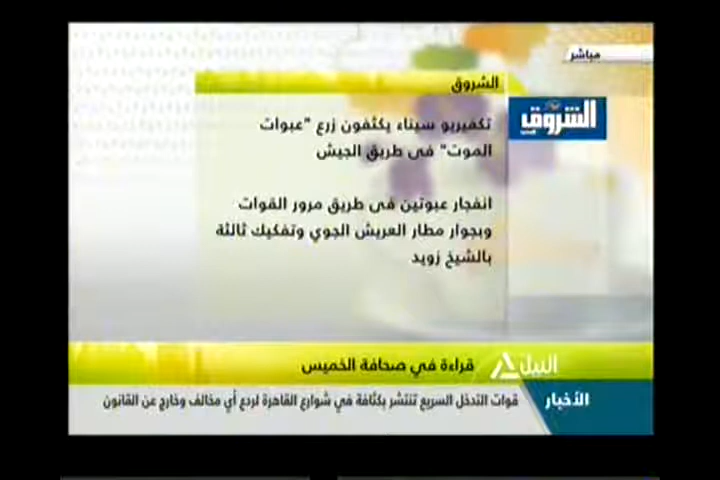 مباشر
الشروق
الشروق
تكفيريو سيناء يكثفون زرع "عبوات
الموت" فى طريق الجيش
انفجار عبوتين فى طريق مرور القوات
وبجوار مطار العريش الجوي وتفكيك ثالثة
بالشيخ زويد
النيل
قراءة في صحافة الخميس
الأخبار
قوات التدخل السريع تنتشر بكثافة في شوارع القاهرة لردع أي مخالف وخارج عن القانون